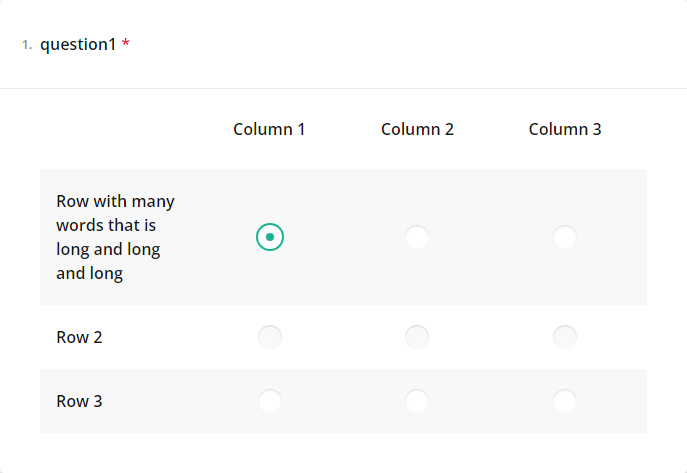 1. question1 *
Column 1 Column 2 Column 3
Row with many
words that is
long and long
and long
Row 2
Row 3